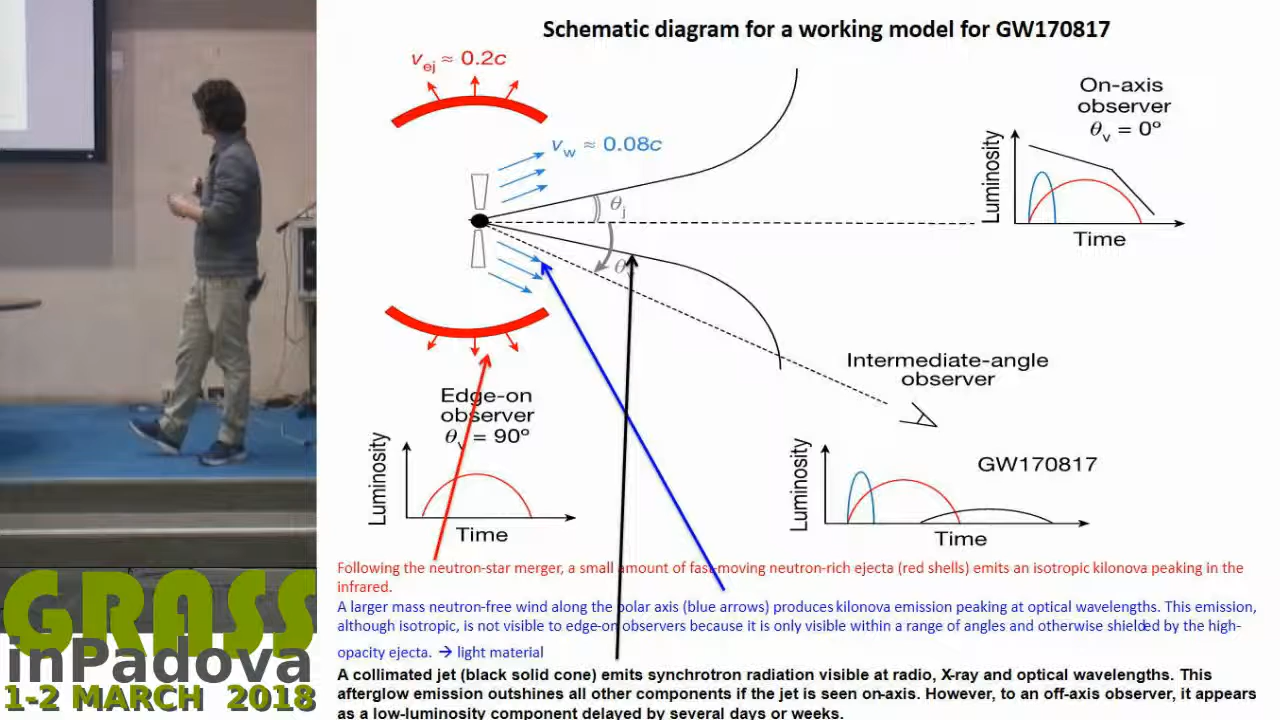 Schematic diagram for a working model for GW170817
v_ej ≈ 0.2c
v_w ≈ 0.08c
θ_j
θ
On-axis
observer
θ_v = 0º
Luminosity
Time
Intermediate-angle
observer
Edge-on
observer
θ_v = 90º
Luminosity
Time
GW170817
Luminosity
Time
Following the neutron-star merger, a small amount of fast-moving neutron-rich ejecta (red shells) emits an isotropic kilonova peaking in the
infrared.
A larger mass neutron-free wind along the polar axis (blue arrows) produces kilonova emission peaking at optical wavelengths. This emission,
although isotropic, is not visible to edge-on observers because it is only visible within a range of angles and otherwise shielded by the high-
opacity ejecta. → light material
A collimated jet (black solid cone) emits synchrotron radiation visible at radio, X-ray and optical wavelengths. This
afterglow emission outshines all other components if the jet is seen on-axis. However, to an off-axis observer, it appears
as a low-luminosity component delayed by several days or weeks.
GRASS
inPadova
1-2 MARCH 2018